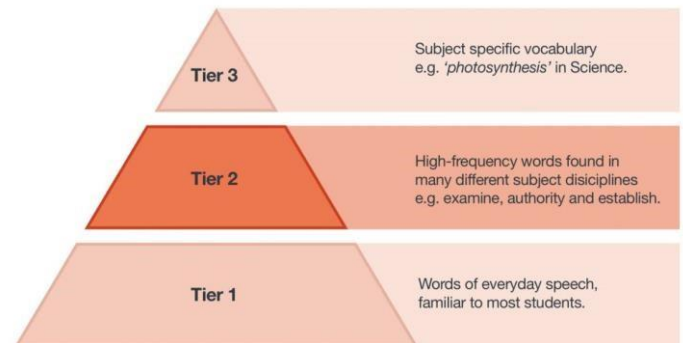 Tier 3
Subject specific vocabulary
e.g. ‘photosynthesis’ in Science.
Tier 2
High-frequency words found in
many different subject disiciplines
e.g. examine, authority and establish.
Tier 1
Words of everyday speech,
familiar to most students.